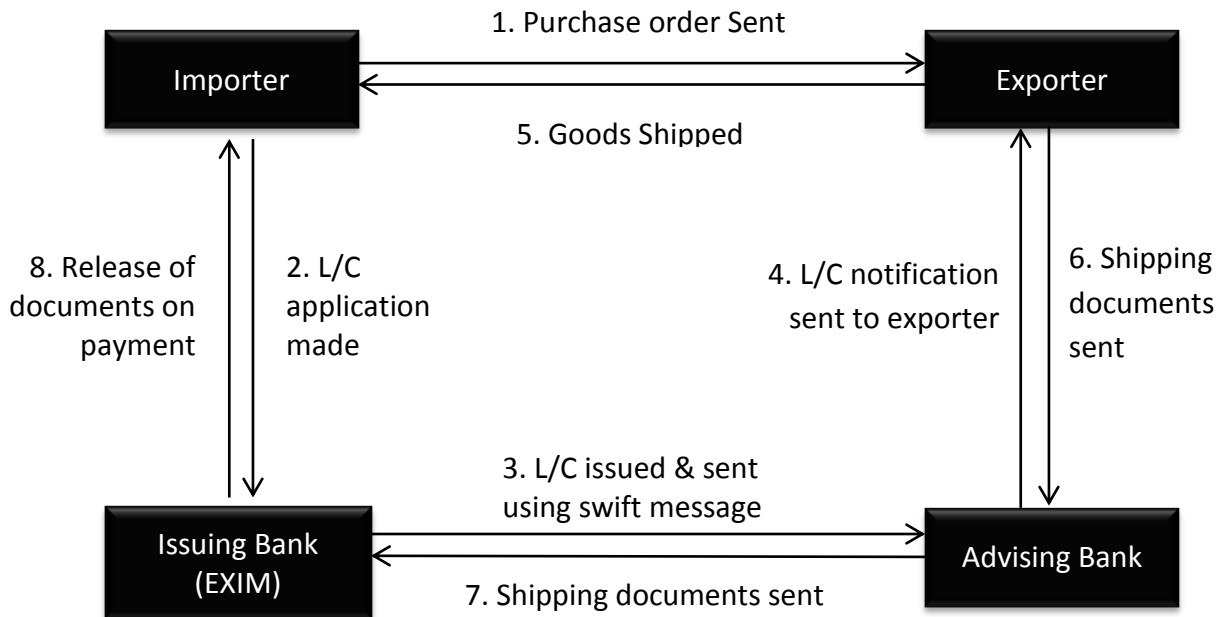 1. Purchase order Sent
Importer
Exporter
5. Goods Shipped
8. Release of
documents on
payment
2. L/C
application
made
4. L/C notification
sent to exporter
6. Shipping
documents
sent
3. L/C issued & sent
using swift message
Issuing Bank
(EXIM)
Advising Bank
7. Shipping documents sent